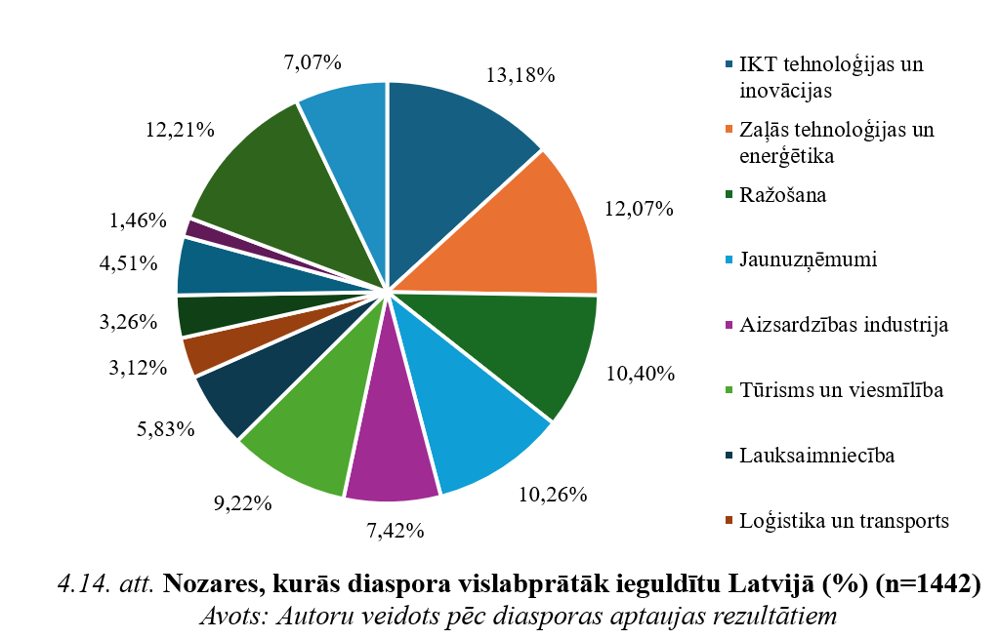 7,07%
13,18%
12,21%
12,07%
1,46%
4,51%
3,26%
10,40%
3,12%
5,83%
10,26%
9,22%
7,42%
IKT tehnoloģijas un
inovācijas
Zaļās tehnoloģijas un
enerģētika
Ražošana
Jaunuzņēmumi
Aizsardzības industrija
Tūrisms un viesmīlība
Lauksaimniecība
Loģistika un transports
4.14. att. Nozares, kurās diaspora vislabprātāk ieguldītu Latvijā (%) (n=1442)
Avots: Autoru veidots pēc diasporas aptaujas rezultātiem